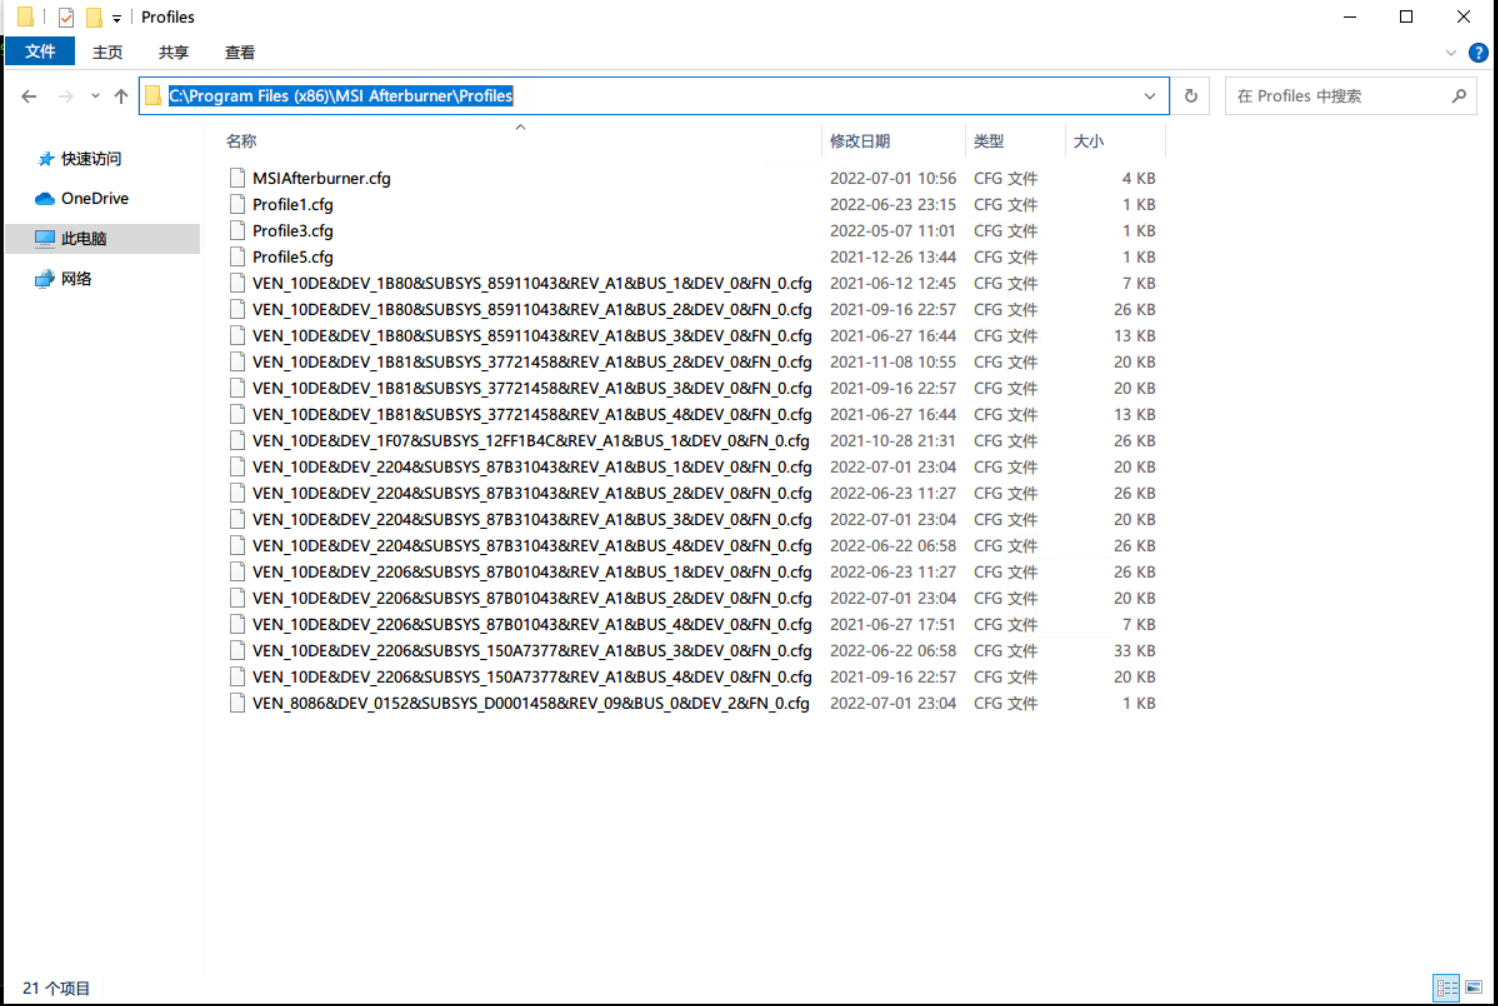 Profiles
文件 主页 共享 查看
C:\Program Files (x86)\MSI Afterburner\Profiles 在 Profiles 中搜索
名称 修改日期 类型 大小
快速访问
OneDrive
此电脑
网络
MSIAfterburner.cfg 2022-07-01 10:56 CFG 文件 4 KB
Profile1.cfg 2022-06-23 23:15 CFG 文件 1 KB
Profile3.cfg 2022-05-07 11:01 CFG 文件 1 KB
Profile5.cfg 2021-12-26 13:44 CFG 文件 1 KB
VEN_10DE&DEV_1B80&SUBSYS_85911043&REV_A1&BUS_1&DEV_0&FN_0.cfg 2021-06-12 12:45 CFG 文件 7 KB
VEN_10DE&DEV_1B80&SUBSYS_85911043&REV_A1&BUS_2&DEV_0&FN_0.cfg 2021-09-16 22:57 CFG 文件 26 KB
VEN_10DE&DEV_1B80&SUBSYS_85911043&REV_A1&BUS_3&DEV_0&FN_0.cfg 2021-06-27 16:44 CFG 文件 13 KB
VEN_10DE&DEV_1B81&SUBSYS_37721458&REV_A1&BUS_2&DEV_0&FN_0.cfg 2021-11-08 10:55 CFG 文件 20 KB
VEN_10DE&DEV_1B81&SUBSYS_37721458&REV_A1&BUS_3&DEV_0&FN_0.cfg 2021-09-16 22:57 CFG 文件 20 KB
VEN_10DE&DEV_1B81&SUBSYS_37721458&REV_A1&BUS_4&DEV_0&FN_0.cfg 2021-06-27 16:44 CFG 文件 13 KB
VEN_10DE&DEV_1F07&SUBSYS_12FF1B4C&REV_A1&BUS_1&DEV_0&FN_0.cfg 2021-10-28 21:31 CFG 文件 26 KB
VEN_10DE&DEV_2204&SUBSYS_87B31043&REV_A1&BUS_1&DEV_0&FN_0.cfg 2022-07-01 23:04 CFG 文件 20 KB
VEN_10DE&DEV_2204&SUBSYS_87B31043&REV_A1&BUS_2&DEV_0&FN_0.cfg 2022-06-23 11:27 CFG 文件 26 KB
VEN_10DE&DEV_2204&SUBSYS_87B31043&REV_A1&BUS_3&DEV_0&FN_0.cfg 2022-07-01 23:04 CFG 文件 20 KB
VEN_10DE&DEV_2204&SUBSYS_87B31043&REV_A1&BUS_4&DEV_0&FN_0.cfg 2022-06-22 06:58 CFG 文件 26 KB
VEN_10DE&DEV_2206&SUBSYS_87B01043&REV_A1&BUS_1&DEV_0&FN_0.cfg 2022-06-23 11:27 CFG 文件 26 KB
VEN_10DE&DEV_2206&SUBSYS_87B01043&REV_A1&BUS_2&DEV_0&FN_0.cfg 2022-07-01 23:04 CFG 文件 20 KB
VEN_10DE&DEV_2206&SUBSYS_87B01043&REV_A1&BUS_4&DEV_0&FN_0.cfg 2021-06-27 17:51 CFG 文件 7 KB
VEN_10DE&DEV_2206&SUBSYS_150A7377&REV_A1&BUS_3&DEV_0&FN_0.cfg 2022-06-22 06:58 CFG 文件 33 KB
VEN_10DE&DEV_2206&SUBSYS_150A7377&REV_A1&BUS_4&DEV_0&FN_0.cfg 2021-09-16 22:57 CFG 文件 20 KB
VEN_8086&DEV_0152&SUBSYS_D0001458&REV_09&BUS_0&DEV_2&FN_0.cfg 2022-07-01 23:04 CFG 文件 1 KB
21 个项目